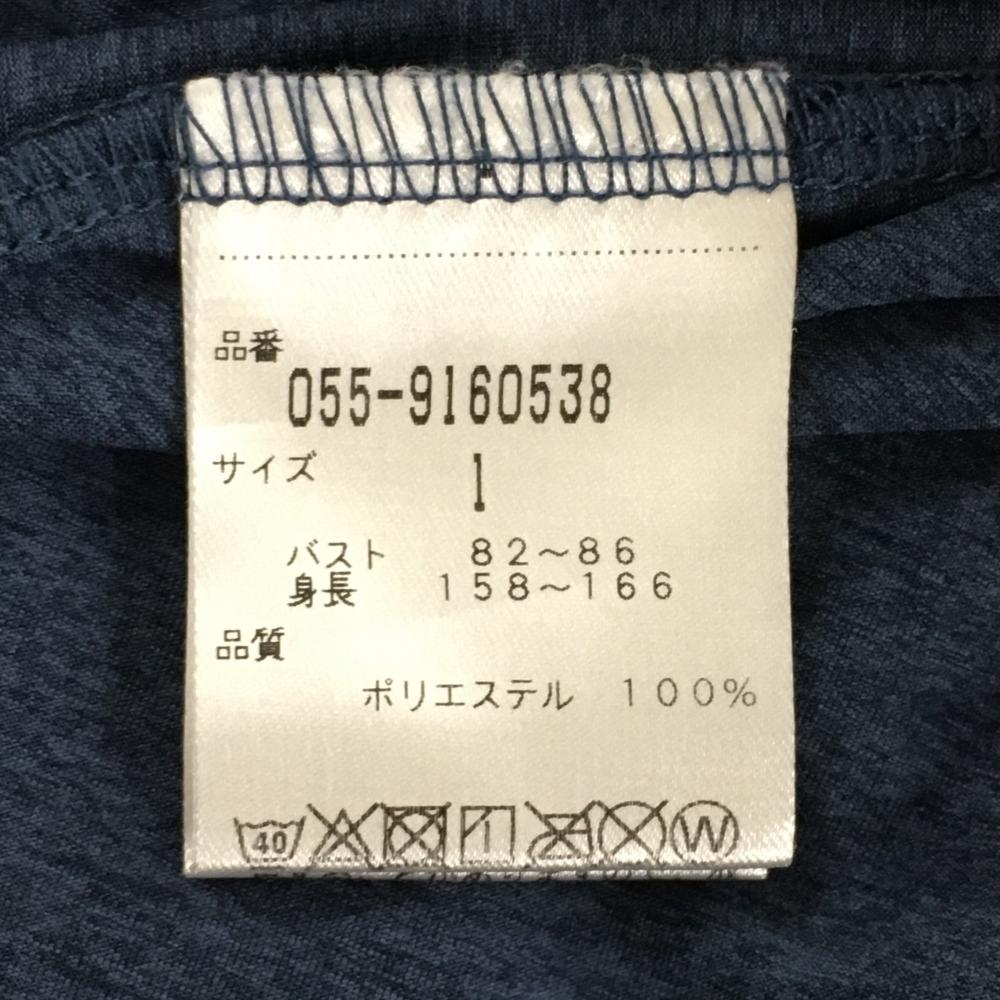 品番
055-9160538
サイズ 1
バスト 82～86
身長 158～166
品質
ポリエステル 100%
40 W